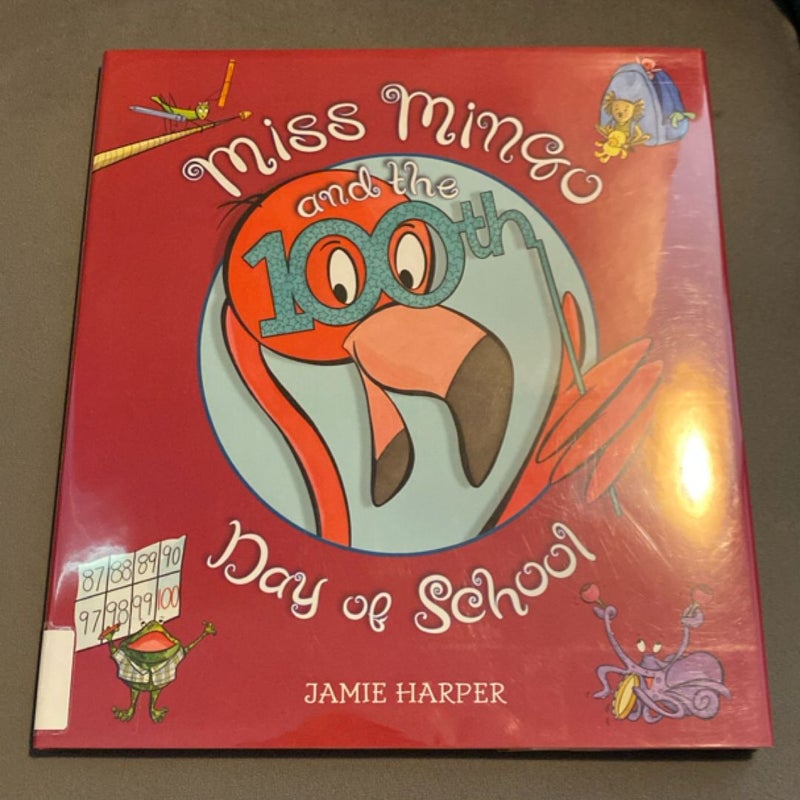 Miss Mingo
and the
100th
87 88 89 90
97 98 99 100
Day of School
JAMIE HARPER